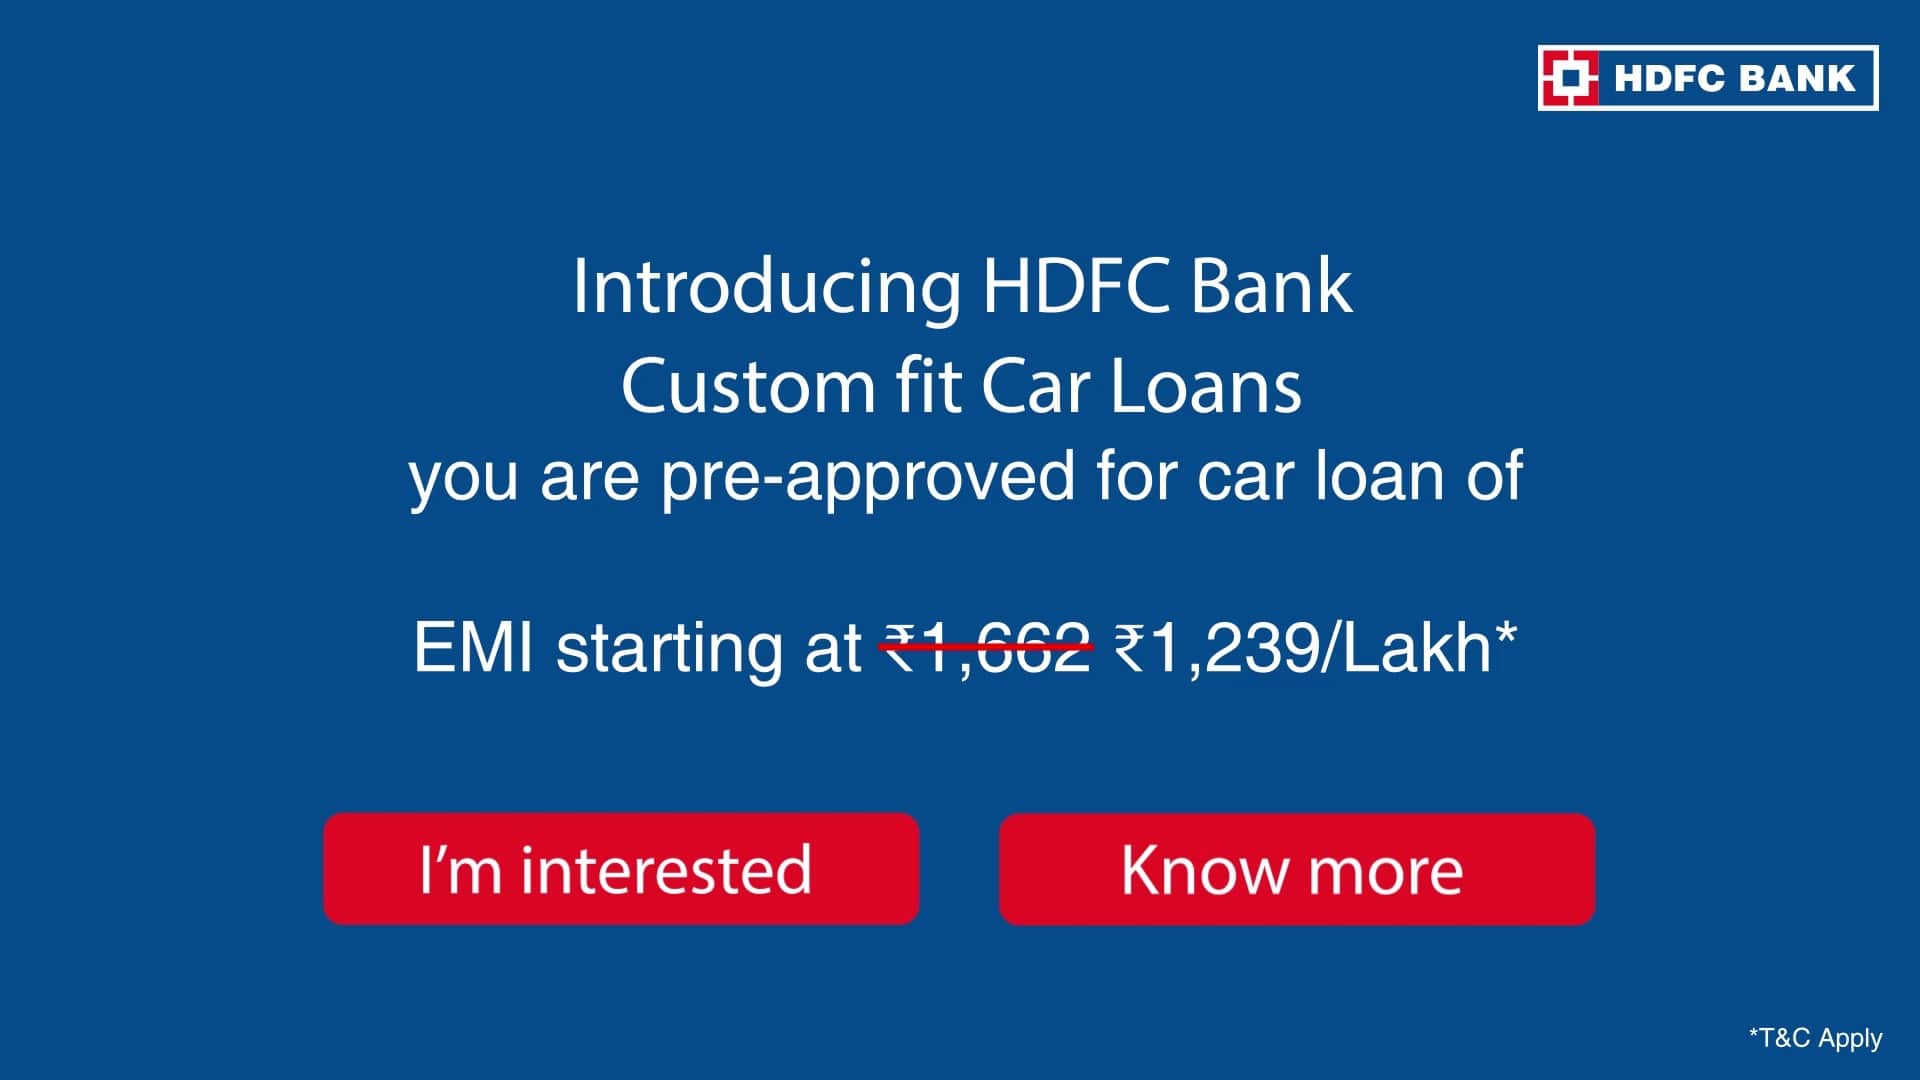 HDFC BANK
Introducing HDFC Bank
Custom fit Car Loans
you are pre-approved for car loan of
EMI starting at ₹1,662 ₹1,239/Lakh*
I’m interested
Know more
*T&C Apply